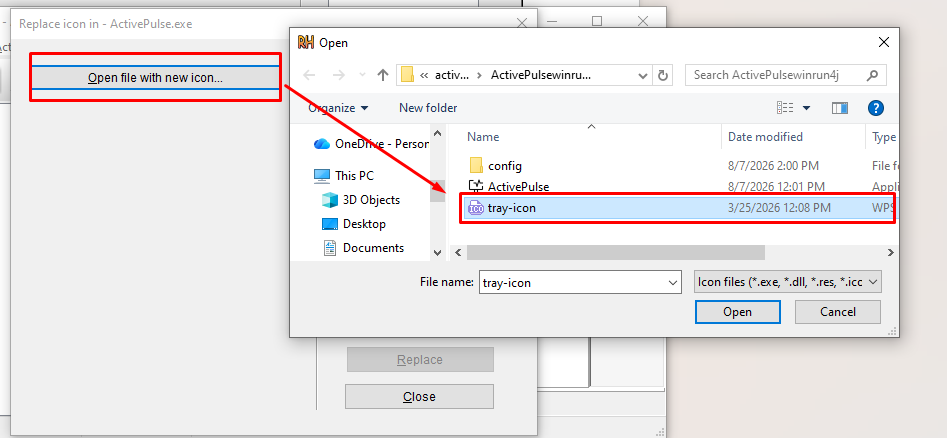 Replace icon in - ActivePulse.exe
Open file with new icon...
Replace
Close
RH Open
« activ... › ActivePulsewinrun...
Search ActivePulsewinrun4j
Organize
New folder
OneDrive - Person
This PC
3D Objects
Desktop
Documents
Name Date modified Type
config 8/7/2026 2:00 PM File f
ActivePulse 8/7/2026 12:01 PM Appli
ICO tray-icon 3/25/2026 12:08 PM WPS
File name: tray-icon
Icon files (*.exe, *.dll, *.res, *.icc
Open
Cancel